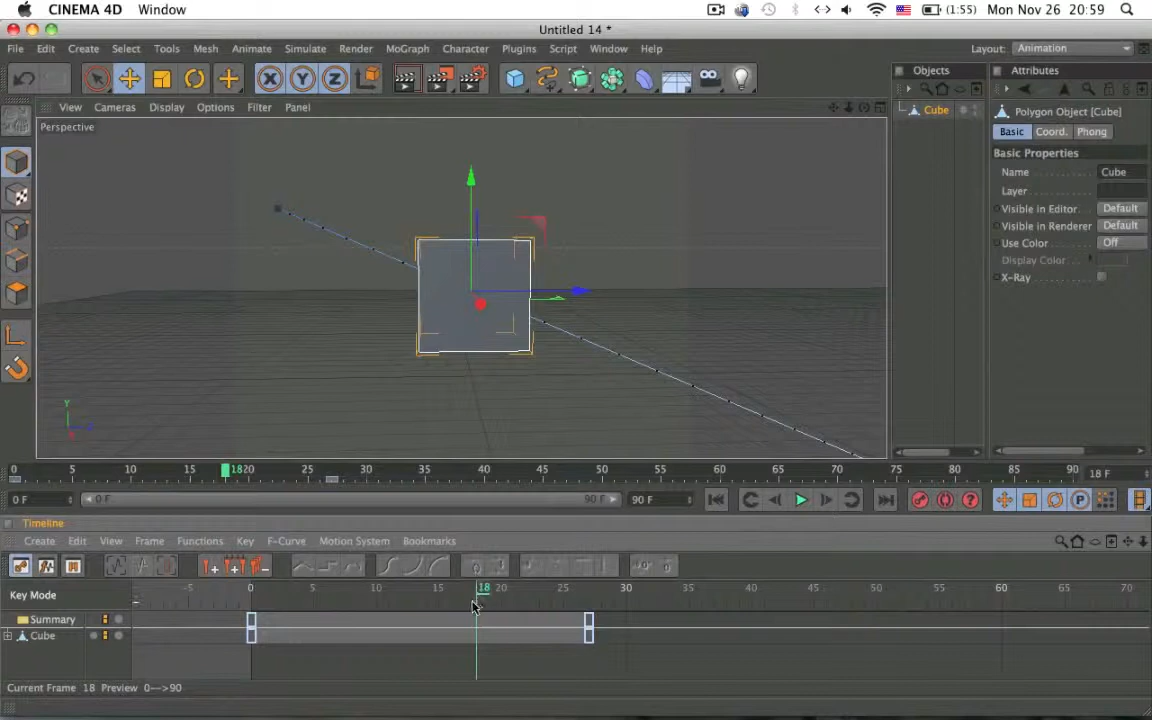 CINEMA 4D Window (1:55) Mon Nov 26 20:59
Untitled 14 *
File Edit Create Select Tools Mesh Animate Simulate Render MoGraph Character Plugins Script Window Help Layout: Animation
X Y Z
Objects Attributes
View Cameras Display Options Filter Panel
Perspective
Cube
Polygon Object [Cube]
Basic Coord. Phong
Basic Properties
Name Cube
Layer
Visible in Editor Default
Visible in Renderer Default
Use Color Off
Display Color
X-Ray
Y
0 5 10 15 1820 25 30 35 40 45 50 55 60 65 70 75 80 85 90 18 F
0 F 0 F 90 F 90 F P
Timeline
Create Edit View Frame Functions Key F-Curve Motion System Bookmarks
Key Mode -5 0 5 10 15 18 20 25 30 35 40 45 50 55 60 65 70
Summary
Cube
Current Frame 18 Preview 0-->90